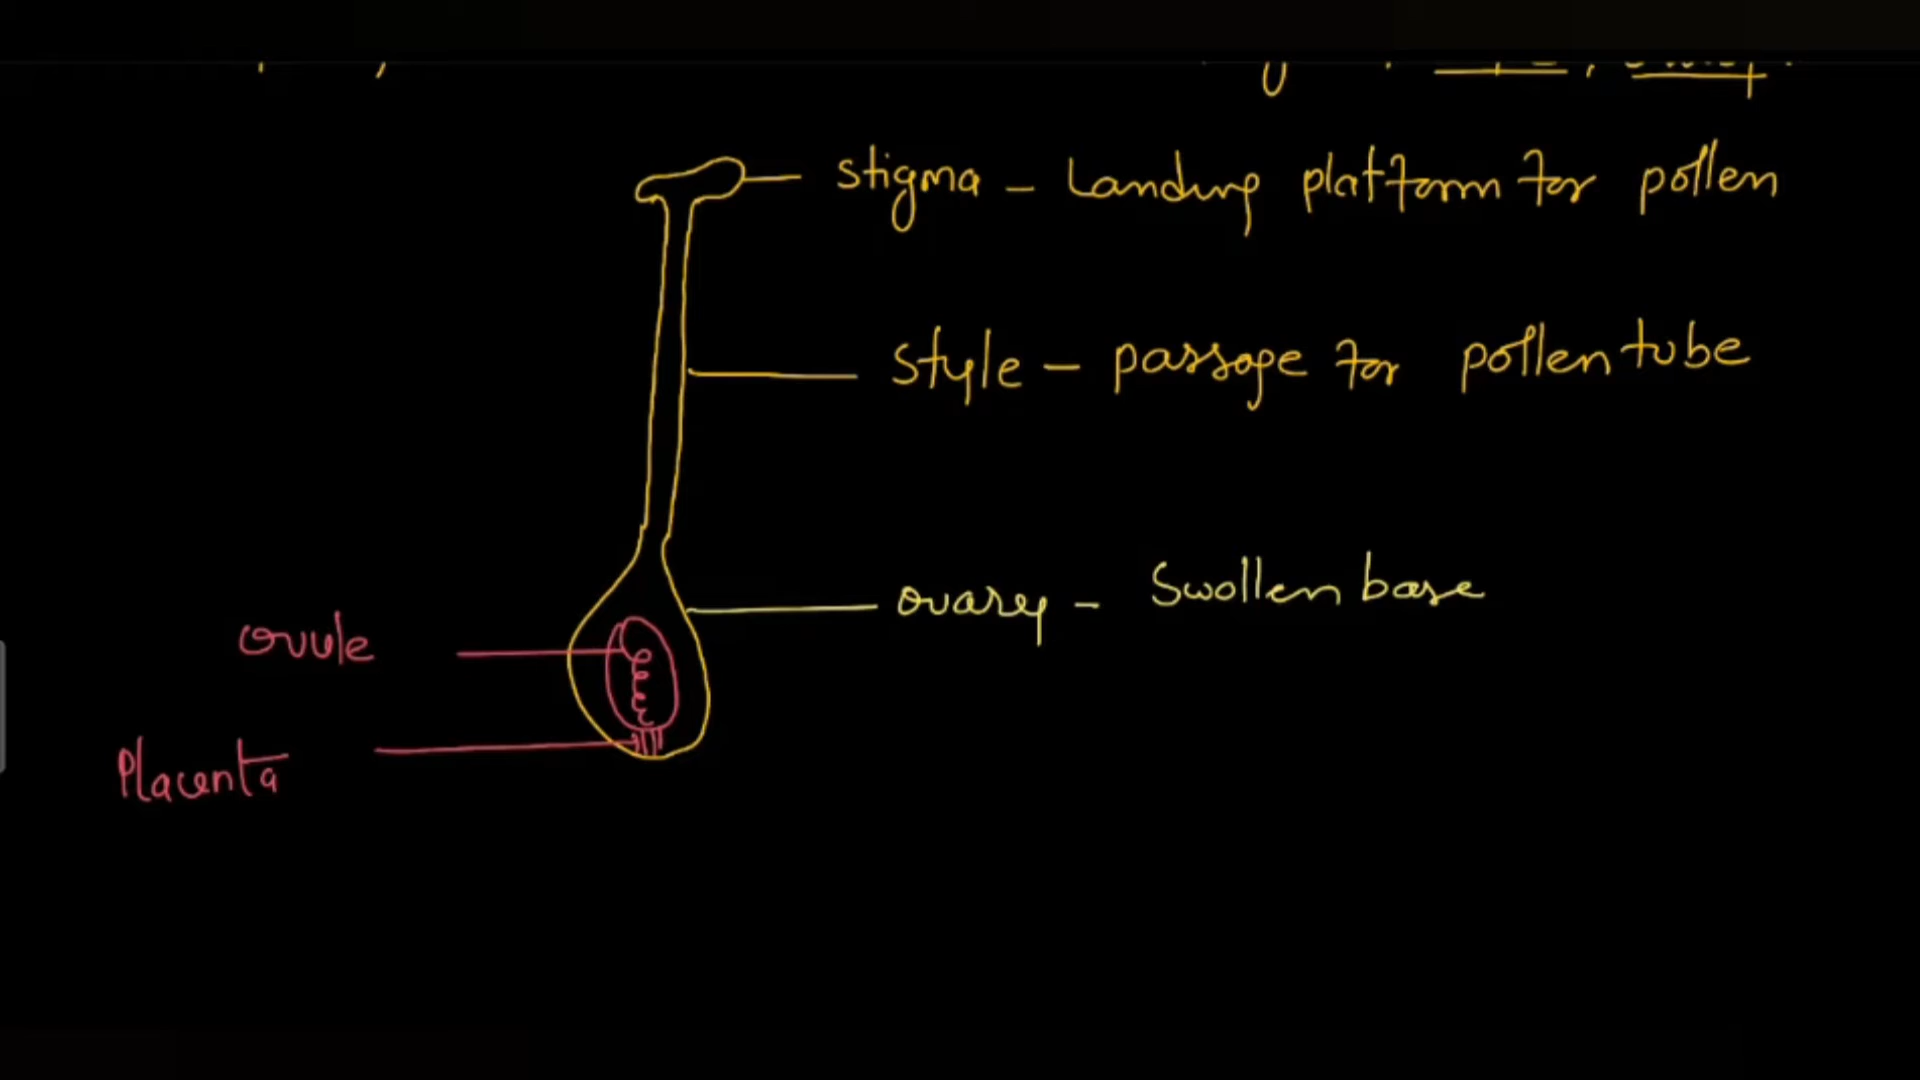 stigma - Landing platform for pollen
style - passage for pollen tube
ovary - Swollen base
ovule
Placenta